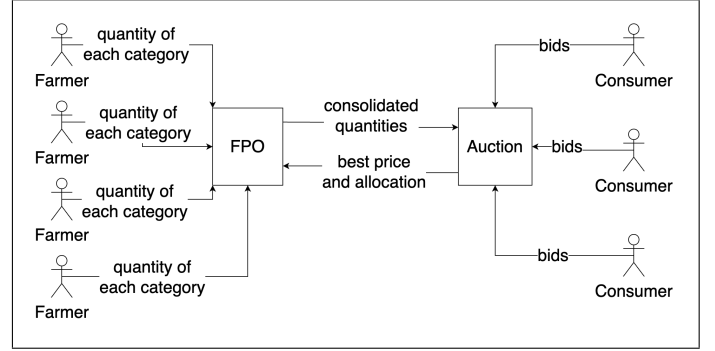 quantity of
each category
Farmer
quantity of
each category
Farmer
quantity of
each category
Farmer
quantity of
each category
Farmer
FPO
consolidated
quantities
best price
and allocation
Auction
bids
Consumer
bids
Consumer
bids
Consumer